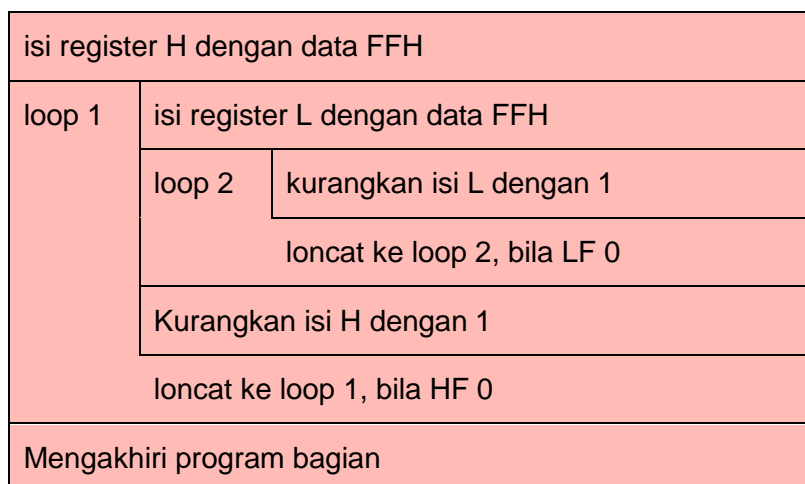 isi register H dengan data FFH
loop 1 isi register L dengan data FFH
loop 2 kurangkan isi L dengan 1
loncat ke loop 2, bila LF 0
Kurangkan isi H dengan 1
loncat ke loop 1, bila HF 0
Mengakhiri program bagian